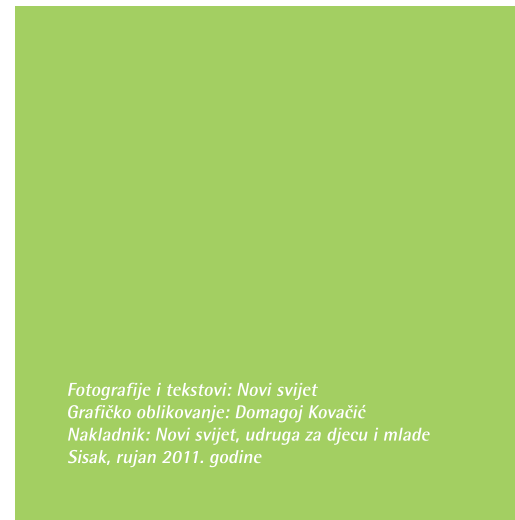 Fotografije i tekstovi: Novi svijet
Grafičko oblikovanje: Domagoj Kovačić
Nakladnik: Novi svijet, udruga za djecu i mlade
Sisak, rujan 2011. godine